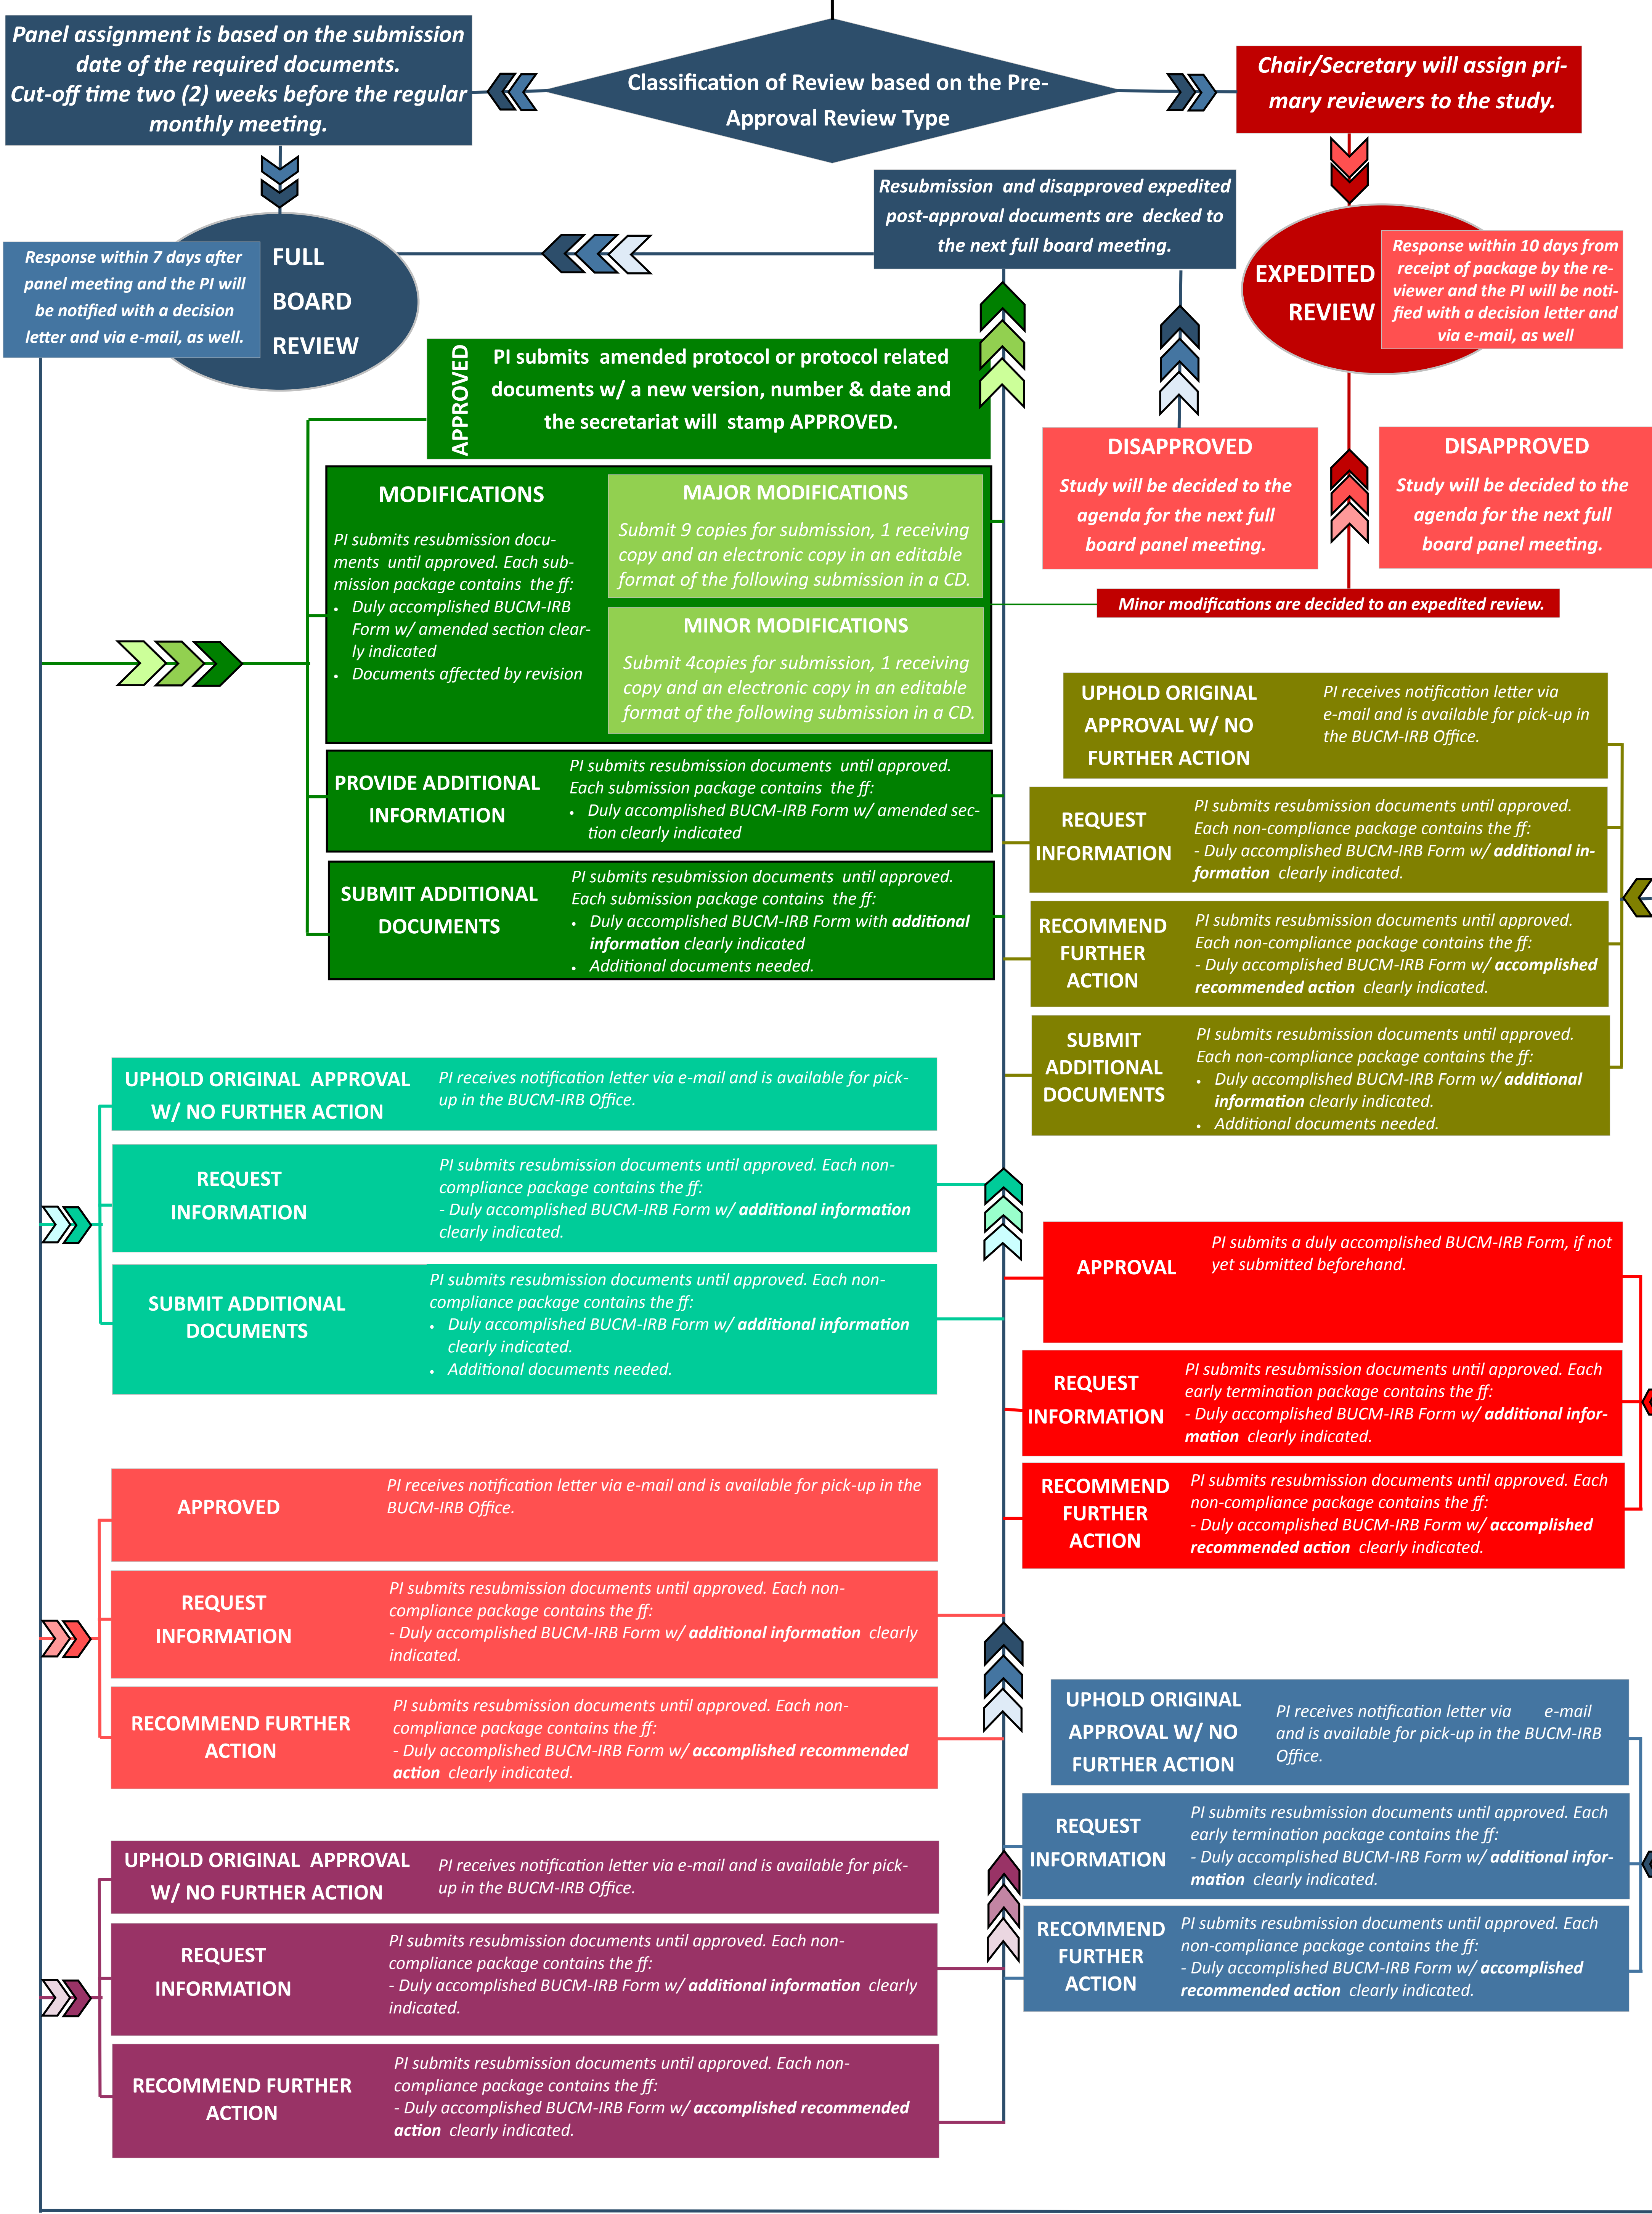 Panel assignment is based on the submission
date of the required documents.
Cut-off time two (2) weeks before the regular
monthly meeting.
Classification of Review based on the Pre-
Approval Review Type
Chair/Secretary will assign pri-
mary reviewers to the study.
Resubmission and disapproved expedited
post-approval documents are decked to
the next full board meeting.
Response within 7 days after
panel meeting and the PI will
be notified with a decision
letter and via e-mail, as well.
FULL
BOARD
REVIEW
EXPEDITED
REVIEW
Response within 10 days from
receipt of package by the re-
viewer and the PI will be noti-
fied with a decision letter and
via e-mail, as well
APPROVED
PI submits amended protocol or protocol related
documents w/ a new version, number & date and
the secretariat will stamp APPROVED.
DISAPPROVED
Study will be decided to the
agenda for the next full
board panel meeting.
DISAPPROVED
Study will be decided to the
agenda for the next full
board panel meeting.
MODIFICATIONS
PI submits resubmission docu-
ments until approved. Each sub-
mission package contains the ff:
• Duly accomplished BUCM-IRB
Form w/ amended section clear-
ly indicated
• Documents affected by revision
MAJOR MODIFICATIONS
Submit 9 copies for submission, 1 receiving
copy and an electronic copy in an editable
format of the following submission in a CD.
MINOR MODIFICATIONS
Submit 4copies for submission, 1 receiving
copy and an electronic copy in an editable
format of the following submission in a CD.
Minor modifications are decided to an expedited review.
PROVIDE ADDITIONAL
INFORMATION
PI submits resubmission documents until approved.
Each submission package contains the ff:
• Duly accomplished BUCM-IRB Form w/ amended sec-
tion clearly indicated
SUBMIT ADDITIONAL
DOCUMENTS
PI submits resubmission documents until approved.
Each submission package contains the ff:
• Duly accomplished BUCM-IRB Form with additional
information clearly indicated
• Additional documents needed.
UPHOLD ORIGINAL
APPROVAL W/ NO
FURTHER ACTION
PI receives notification letter via
e-mail and is available for pick-up in
the BUCM-IRB Office.
REQUEST
INFORMATION
PI submits resubmission documents until approved.
Each non-compliance package contains the ff:
- Duly accomplished BUCM-IRB Form w/ additional in-
formation clearly indicated.
RECOMMEND
FURTHER
ACTION
PI submits resubmission documents until approved.
Each non-compliance package contains the ff:
- Duly accomplished BUCM-IRB Form w/ accomplished
recommended action clearly indicated.
SUBMIT
ADDITIONAL
DOCUMENTS
PI submits resubmission documents until approved.
Each non-compliance package contains the ff:
• Duly accomplished BUCM-IRB Form w/ additional
information clearly indicated.
• Additional documents needed.
UPHOLD ORIGINAL APPROVAL
W/ NO FURTHER ACTION
PI receives notification letter via e-mail and is available for pick-
up in the BUCM-IRB Office.
REQUEST
INFORMATION
PI submits resubmission documents until approved. Each non-
compliance package contains the ff:
- Duly accomplished BUCM-IRB Form w/ additional information
clearly indicated.
SUBMIT ADDITIONAL
DOCUMENTS
PI submits resubmission documents until approved. Each non-
compliance package contains the ff:
• Duly accomplished BUCM-IRB Form w/ additional information
clearly indicated.
• Additional documents needed.
APPROVAL
PI submits a duly accomplished BUCM-IRB Form, if not
yet submitted beforehand.
REQUEST
INFORMATION
PI submits resubmission documents until approved. Each
early termination package contains the ff:
- Duly accomplished BUCM-IRB Form w/ additional infor-
mation clearly indicated.
RECOMMEND
FURTHER
ACTION
PI submits resubmission documents until approved. Each
non-compliance package contains the ff:
- Duly accomplished BUCM-IRB Form w/ accomplished
recommended action clearly indicated.
APPROVED
PI receives notification letter via e-mail and is available for pick-up in the
BUCM-IRB Office.
REQUEST
INFORMATION
PI submits resubmission documents until approved. Each non-
compliance package contains the ff:
- Duly accomplished BUCM-IRB Form w/ additional information clearly
indicated.
RECOMMEND FURTHER
ACTION
PI submits resubmission documents until approved. Each non-
compliance package contains the ff:
- Duly accomplished BUCM-IRB Form w/ accomplished recommended
action clearly indicated.
UPHOLD ORIGINAL
APPROVAL W/ NO
FURTHER ACTION
PI receives notification letter via e-mail
and is available for pick-up in the BUCM-IRB
Office.
REQUEST
INFORMATION
PI submits resubmission documents until approved. Each
early termination package contains the ff:
- Duly accomplished BUCM-IRB Form w/ additional infor-
mation clearly indicated.
RECOMMEND
FURTHER
ACTION
PI submits resubmission documents until approved. Each
non-compliance package contains the ff:
- Duly accomplished BUCM-IRB Form w/ accomplished
recommended action clearly indicated.
UPHOLD ORIGINAL APPROVAL
W/ NO FURTHER ACTION
PI receives notification letter via e-mail and is available for pick-
up in the BUCM-IRB Office.
REQUEST
INFORMATION
PI submits resubmission documents until approved. Each non-
compliance package contains the ff:
- Duly accomplished BUCM-IRB Form w/ additional information clearly
indicated.
RECOMMEND FURTHER
ACTION
PI submits resubmission documents until approved. Each non-
compliance package contains the ff:
- Duly accomplished BUCM-IRB Form w/ accomplished recommended
action clearly indicated.